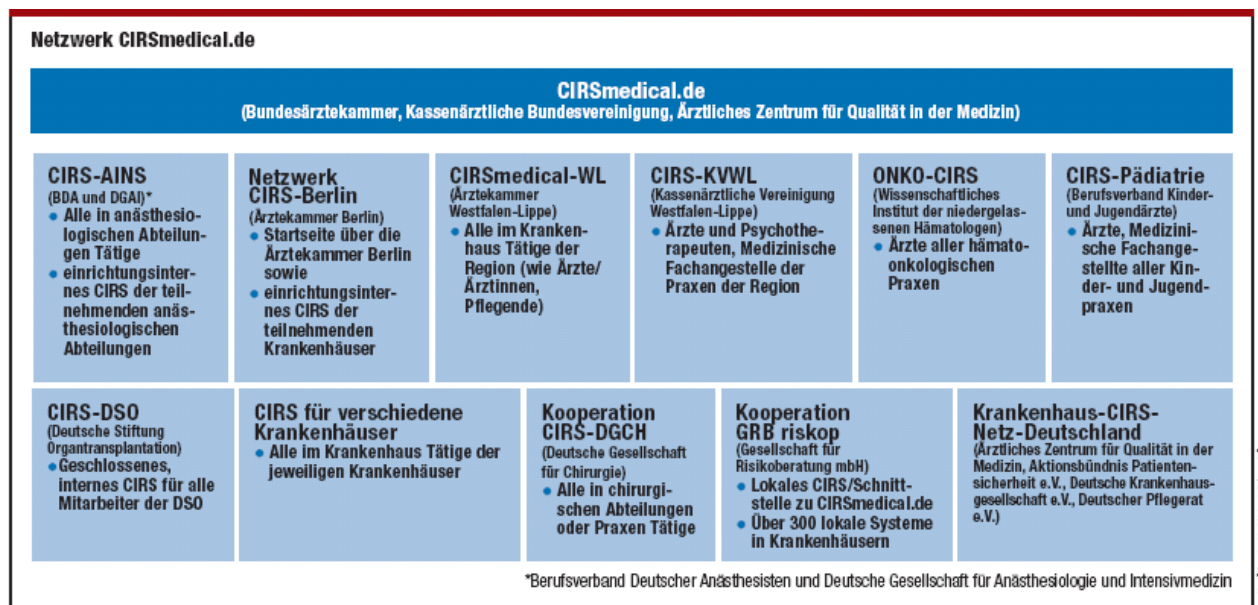 Netzwerk CIRSmedical.de
CIRSmedical.de
(Bundesärztekammer, Kassenärztliche Bundesvereinigung, Ärztliches Zentrum für Qualität in der Medizin)
CIRS-AINS
(BDA und DGAI)*
• Alle in anästhesio-
logischen Abteilun-
gen Tätige
• einrichtungsinter-
nes CIRS der teil-
nehmenden anäs-
thesiologischen
Abteilungen
Netzwerk
CIRS-Berlin
(Ärztekammer Berlin)
• Startseite über die
Ärztekammer Berlin
sowie
• einrichtungsinter-
nes CIRS der
teilnehmenden
Krankenhäuser
CIRSmedical-WL
(Ärztekammer
Westfalen-Lippe)
• Alle im Kranken-
haus Tätige der
Region (wie Ärzte/
Ärztinnen,
Pflegende)
CIRS-KVWL
(Kassenärztliche Vereinigung
Westfalen-Lippe)
• Ärzte und Psychothe-
rapeuten, Medizinische
Fachangestelle der
Praxen der Region
ONKO-CIRS
(Wissenschaftliches
Institut der niedergelas-
senen Hämatologen)
• Ärzte aller hämato-
onkologischen
Praxen
CIRS-Pädiatrie
(Berufsverband Kinder-
und Jugendärzte)
• Ärzte, Medizini-
sche Fachange-
stellte aller Kin-
der- und Jugend-
praxen
CIRS-DSO
(Deutsche Stiftung
Organtransplantation)
• Geschlossenes,
internes CIRS für alle
Mitarbeiter der DSO
CIRS für verschiedene
Krankenhäuser
• Alle im Krankenhaus Tätige der
jeweiligen Krankenhäuser
Kooperation
CIRS-DGCH
(Deutsche Gesellschaft
für Chirurgie)
• Alle in chirurgi-
schen Abteilungen
oder Praxen Tätige
Kooperation
GRB riskop
(Gesellschaft für
Risikoberatung mbH)
• Lokales CIRS/Schnitt-
stelle zu CIRSmedical.de
• Über 300 lokale Systeme
in Krankenhäusern
Krankenhaus-CIRS-
Netz-Deutschland
(Ärztliches Zentrum für Qualität in der
Medizin, Aktionsbündnis Patienten-
sicherheit e.V., Deutsche Krankenhaus-
gesellschaft e.V., Deutscher Pflegerat
e.V.)
*Berufsverband Deutscher Anästhesisten und Deutsche Gesellschaft für Anästhesiologie und Intensivmedizin